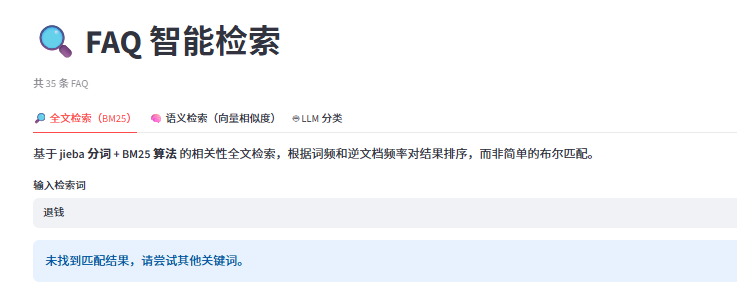 FAQ 智能检索
共 35 条 FAQ
全文检索（BM25） 语义检索（向量相似度） LLM 分类
基于 jieba 分词 + BM25 算法 的相关性全文检索，根据词频和逆文档频率对结果排序，而非简单的布尔匹配。
输入检索词
退钱
未找到匹配结果，请尝试其他关键词。